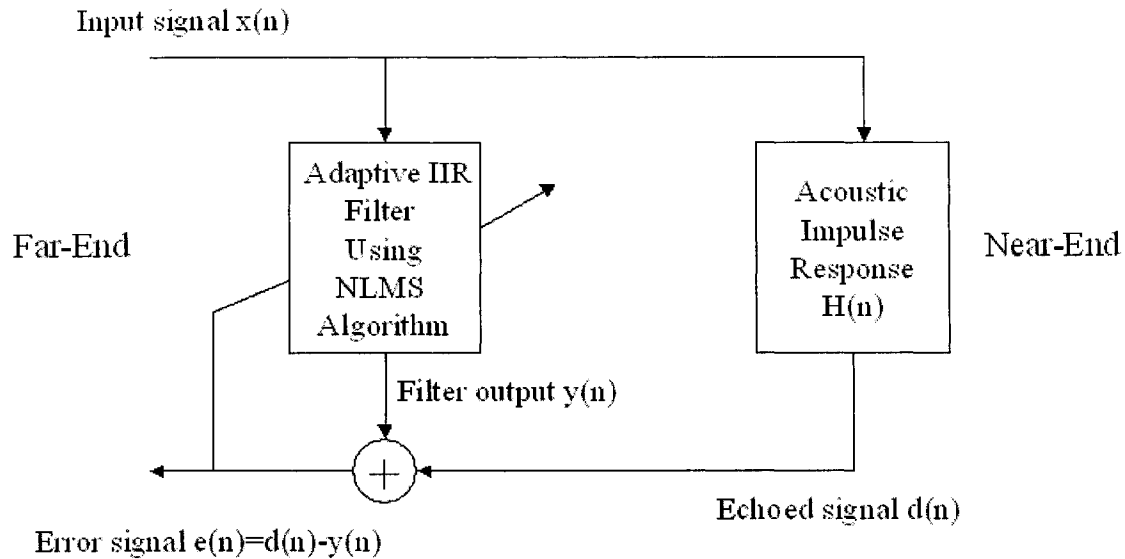 Input signal x(n)
Adaptive IIR
Filter
Using
NLMS
Algorithm
Acoustic
Impulse
Response
H(n)
Far-End
Near-End
Filter output y(n)
+
Echoed signal d(n)
Error signal e(n)=d(n)-y(n)